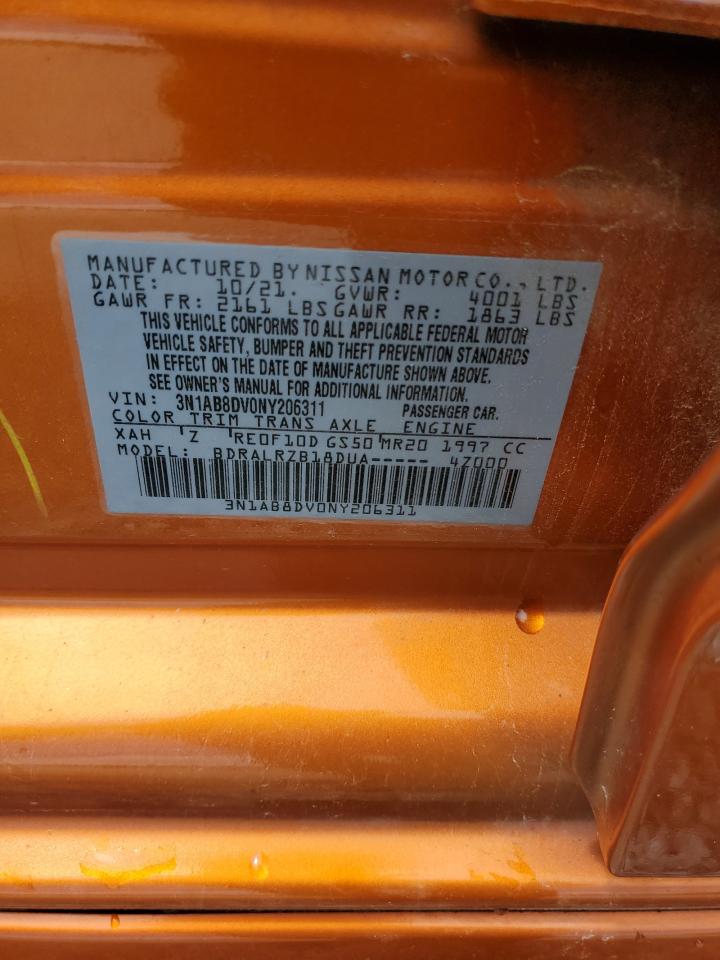 MANUFACTURED BY NISSAN MOTOR CO., LTD.
DATE: 10/21. GVWR: 4001 LBS
GAWR FR: 2161 LBS GAWR RR: 1863 LBS
THIS VEHICLE CONFORMS TO ALL APPLICABLE FEDERAL MOTOR
VEHICLE SAFETY, BUMPER AND THEFT PREVENTION STANDARDS
IN EFFECT ON THE DATE OF MANUFACTURE SHOWN ABOVE.
SEE OWNER'S MANUAL FOR ADDITIONAL INFORMATION.
VIN: 3N1AB8DV0NY206311 PASSENGER CAR.
COLOR TRIM TRANS AXLE ENGINE
XAH Z RE0F10D GS50 MR20 1997 CC
MODEL: BDRALRZB18DUA----- 4Z000
3N1AB8DV0NY206311